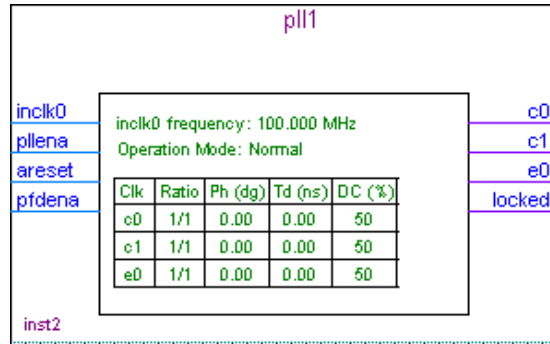 pll1
inclk0
pllena
areset
pfdena
inclk0 frequency: 100.000 MHz
Operation Mode: Normal
Clk Ratio Ph (dg) Td (ns) DC (%)
c0 1/1 0.00 0.00 50
c1 1/1 0.00 0.00 50
e0 1/1 0.00 0.00 50
c0
c1
e0
locked
inst2